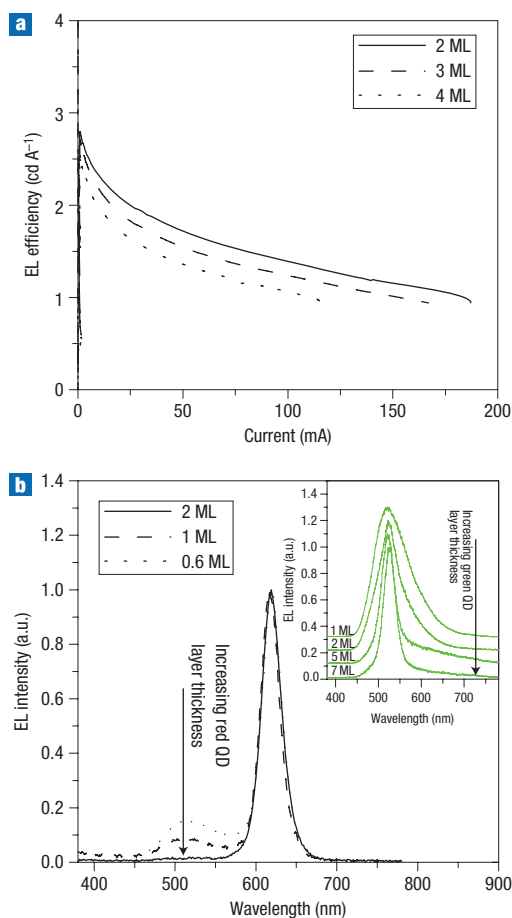 a
4
3
2
1
0
EL efficiency (cd A⁻¹)
2 ML
3 ML
4 ML
0
50
100
150
200
Current (mA)
b
1.4
1.2
1.0
0.8
0.6
0.4
0.2
0.0
EL intensity (a.u.)
2 ML
1 ML
0.6 ML
Increasing red QD
layer thickness
400
500
600
700
800
900
Wavelength (nm)
1.4
1.2
1.0
0.8
0.6
0.4
0.2
0.0
EL intensity (a.u.)
1 ML
2 ML
5 ML
7 ML
Increasing green QD
layer thickness
400
500
600
700
Wavelength (nm)